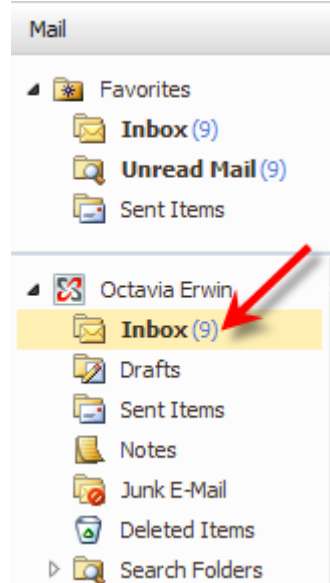 Mail
Favorites
Inbox (9)
Unread Mail (9)
Sent Items
Octavia Erwin
Inbox (9)
Drafts
Sent Items
Notes
Junk E-Mail
Deleted Items
Search Folders